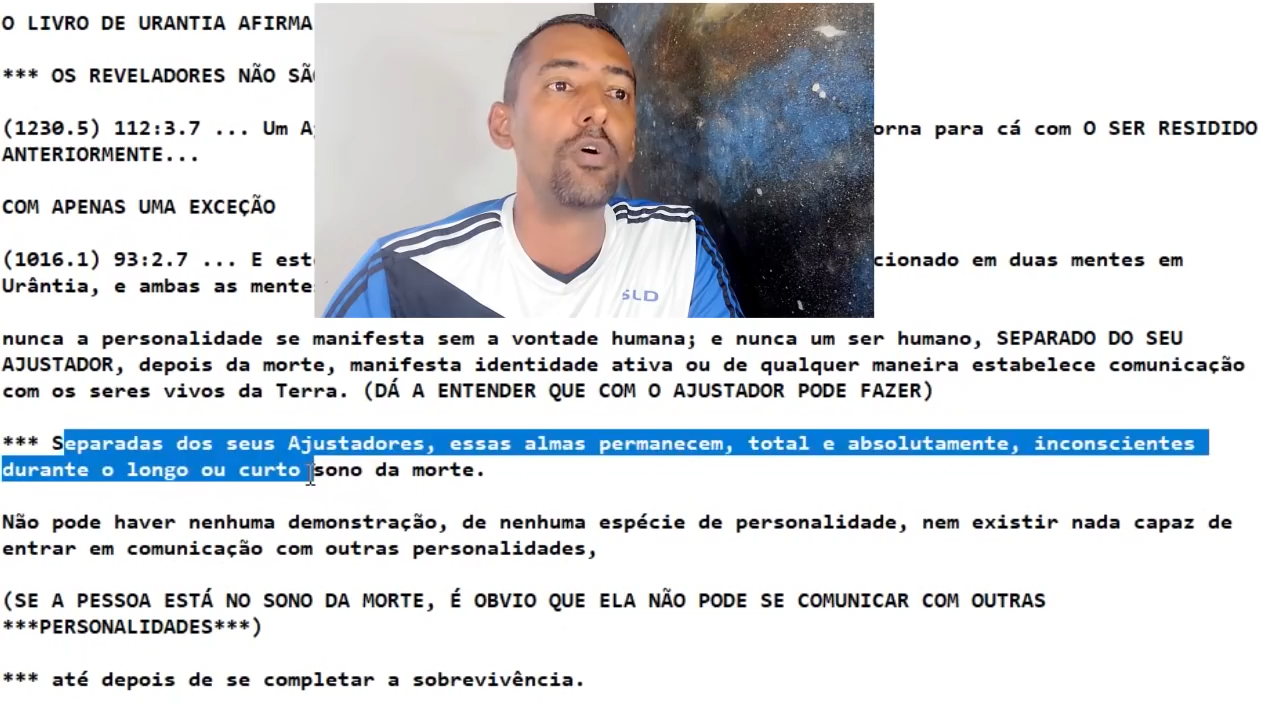 O LIVRO DE URANTIA AFIRMA
*** OS REVELADORES NÃO
(1230.5) 112:3.7 ... Um orna para cá com O SER RESIDIDO
ANTERIORMENTE...
COM APENAS UMA EXCEÇÃO
(1016.1) 93:2.7 ... E cionado em duas mentes em
Urântia, e ambas as
SLD
nunca a personalidade se manifesta sem a vontade humana; e nunca um ser humano, SEPARADO DO SEU
AJUSTADOR, depois da morte, manifesta identidade ativa ou de qualquer maneira estabelece comunicação
com os seres vivos da Terra. (DÁ A ENTENDER QUE COM O AJUSTADOR PODE FAZER)
*** Separadas dos seus Ajustadores, essas almas permanecem, total e absolutamente, inconscientes
durante o longo ou curto sono da morte.
Não pode haver nenhuma demonstração, de nenhuma espécie de personalidade, nem existir nada capaz de
entrar em comunicação com outras personalidades,
(SE A PESSOA ESTÁ NO SONO DA MORTE, É OBVIO QUE ELA NÃO PODE SE COMUNICAR COM OUTRAS
***PERSONALIDADES***)
*** até depois de se completar a sobrevivência.